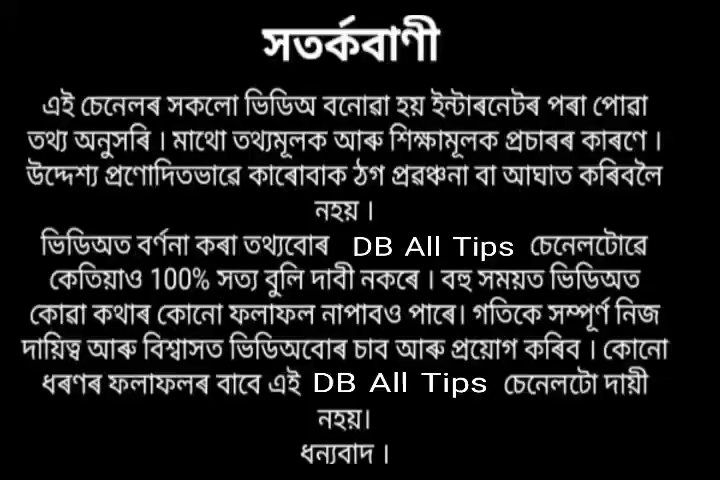 সতৰ্কবাণী
এই চেনেলৰ সকলো ভিডিঅ বনোৱা হয় ইন্টাৰনেটৰ পৰা পোৱা
তথ্য অনুসৰি । মাথো তথ্যমূলক আৰু শিক্ষামূলক প্ৰচাৰৰ কাৰণে ।
উদ্দেশ্য প্ৰণোদিতভাৱে কাৰোবাক ঠগ প্ৰৱঞ্চনা বা আঘাত কৰিবলৈ
নহয় ।
ভিডিঅত বৰ্ণনা কৰা তথ্যবোৰ DB All Tips চেনেলটোৱে
কেতিয়াও 100% সত্য বুলি দাবী নকৰে । বহু সময়ত ভিডিঅত
কোৱা কথাৰ কোনো ফলাফল নাপাবও পাৰে। গতিকে সম্পূৰ্ণ নিজ
দায়িত্ব আৰু বিশ্বাসত ভিডিঅবোৰ চাব আৰু প্ৰয়োগ কৰিব । কোনো
ধৰণৰ ফলাফলৰ বাবে এই DB All Tips চেনেলটো দায়ী
নহয়।
ধন্যবাদ ।